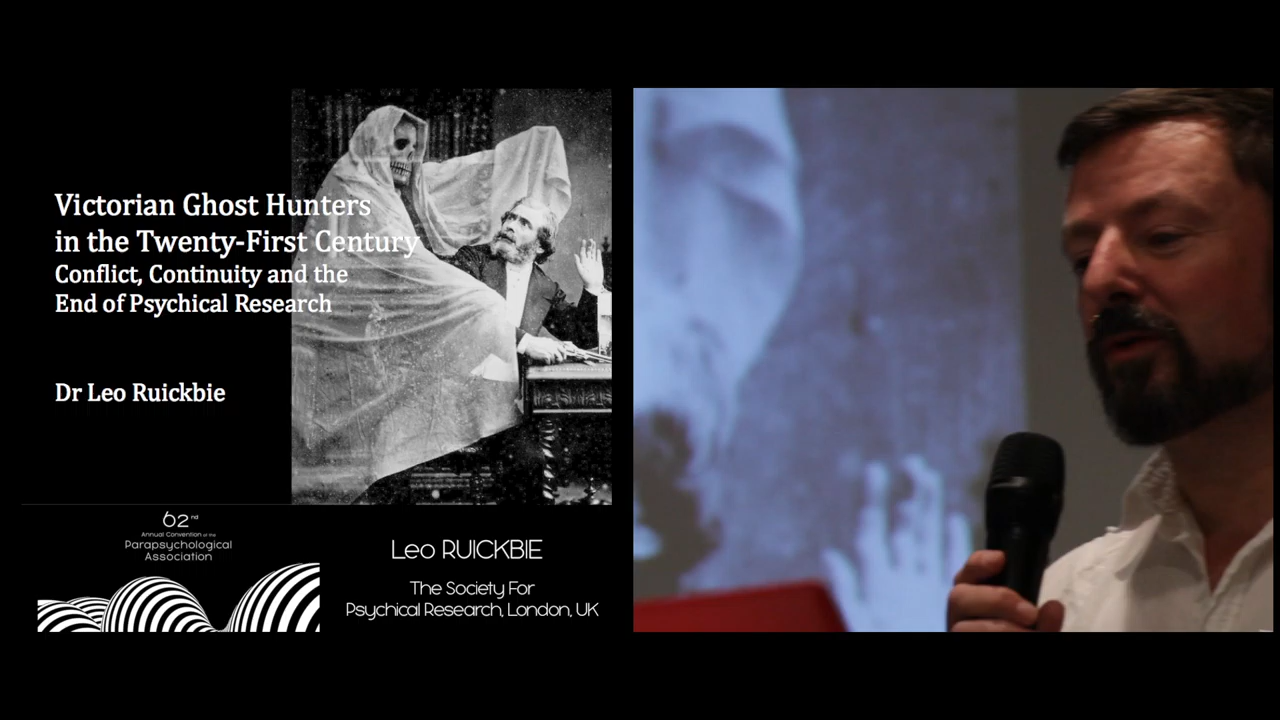 Victorian Ghost Hunters
in the Twenty-First Century
Conflict, Continuity and the
End of Psychical Research
Dr Leo Ruickbie
62nd
Annual Convention of the
Parapsychological
Association
Leo RUICKBIE
The Society For
Psychical Research, London, UK